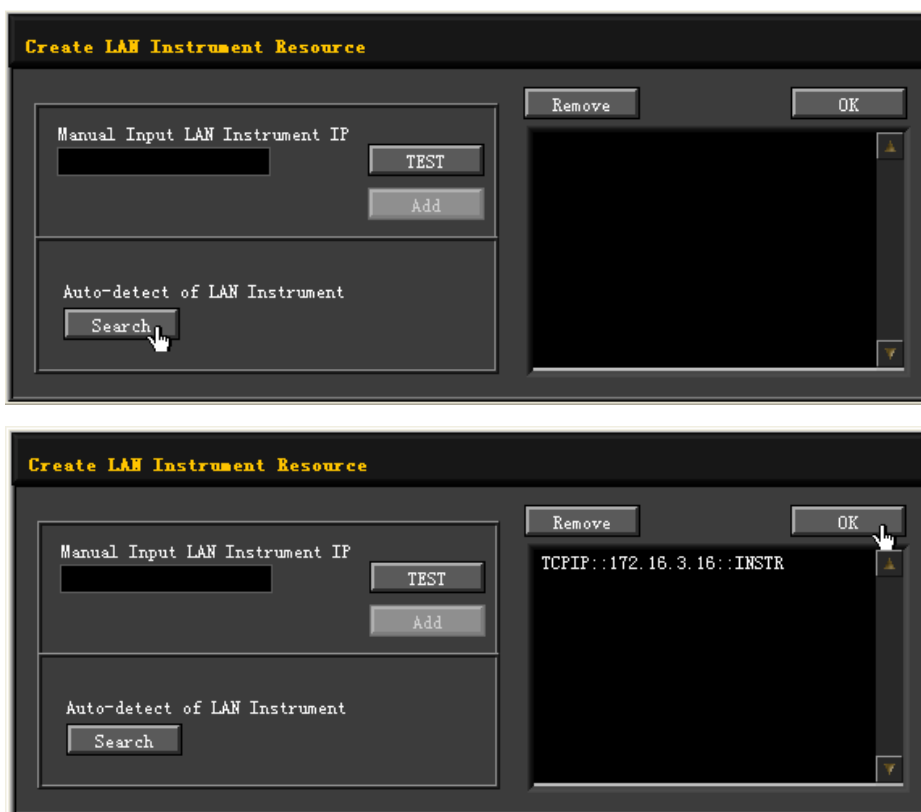 Create LAN Instrument Resource
Remove
OK
Manual Input LAN Instrument IP
TEST
Add
Auto-detect of LAN Instrument
Search
Create LAN Instrument Resource
Remove
OK
Manual Input LAN Instrument IP
TCPIP::172.16.3.16::INSTR
TEST
Add
Auto-detect of LAN Instrument
Search